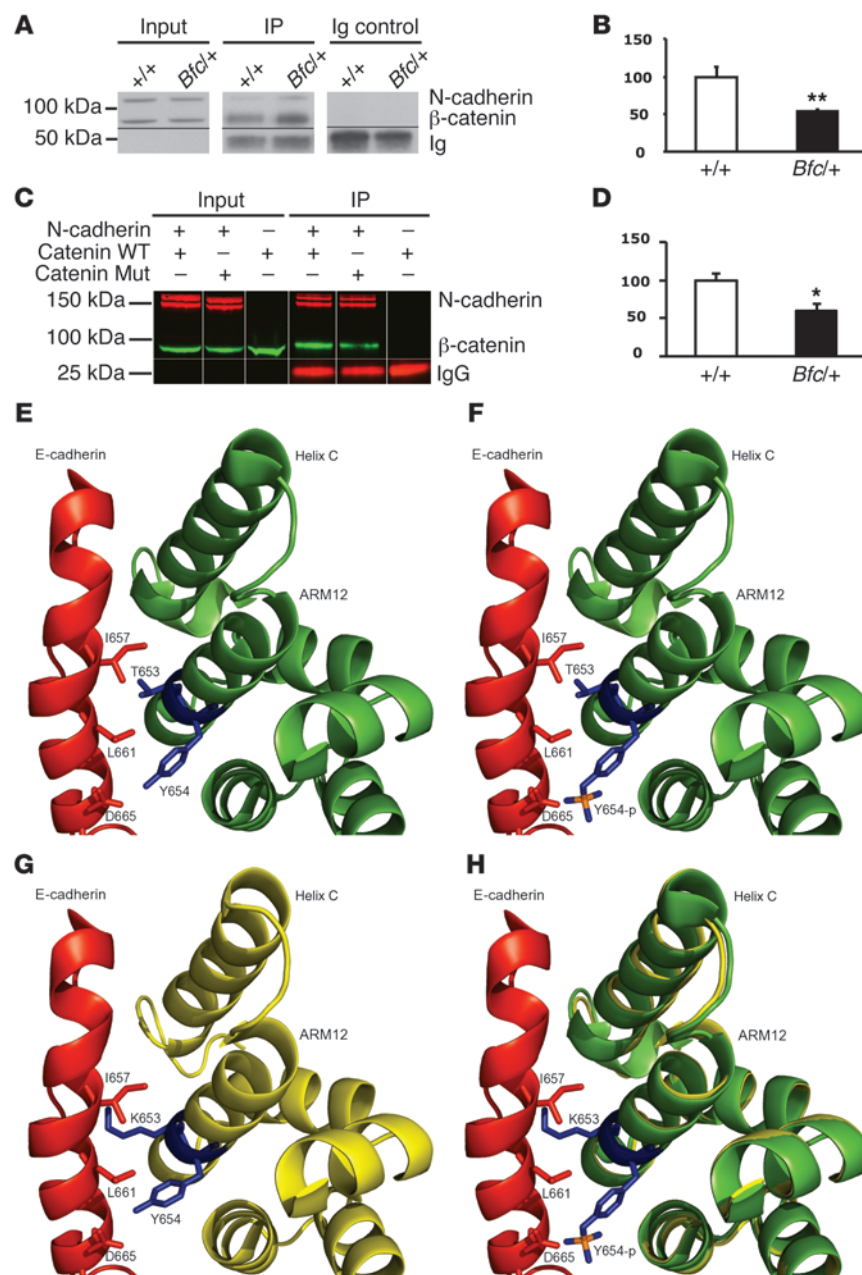 A
Input IP Ig control
+/+ Bfc/+ +/+ Bfc/+ +/+ Bfc/+
100 kDa
50 kDa
N-cadherin
β-catenin
Ig
B
150
100
50
0
**
+/+ Bfc/+
C
Input IP
N-cadherin + + – + + –
Catenin WT + – + + – +
Catenin Mut – + – – + –
150 kDa
100 kDa
25 kDa
N-cadherin
β-catenin
IgG
D
150
100
50
0
*
+/+ Bfc/+
E
E-cadherin
Helix C
ARM12
I657
T653
L661
Y654
D665
F
E-cadherin
Helix C
ARM12
I657
T653
L661
D665 Y654-p
G
E-cadherin
Helix C
ARM12
I657
K653
L661
Y654
D665
H
E-cadherin
Helix C
ARM12
I657
K653
L661
D665 Y654-p